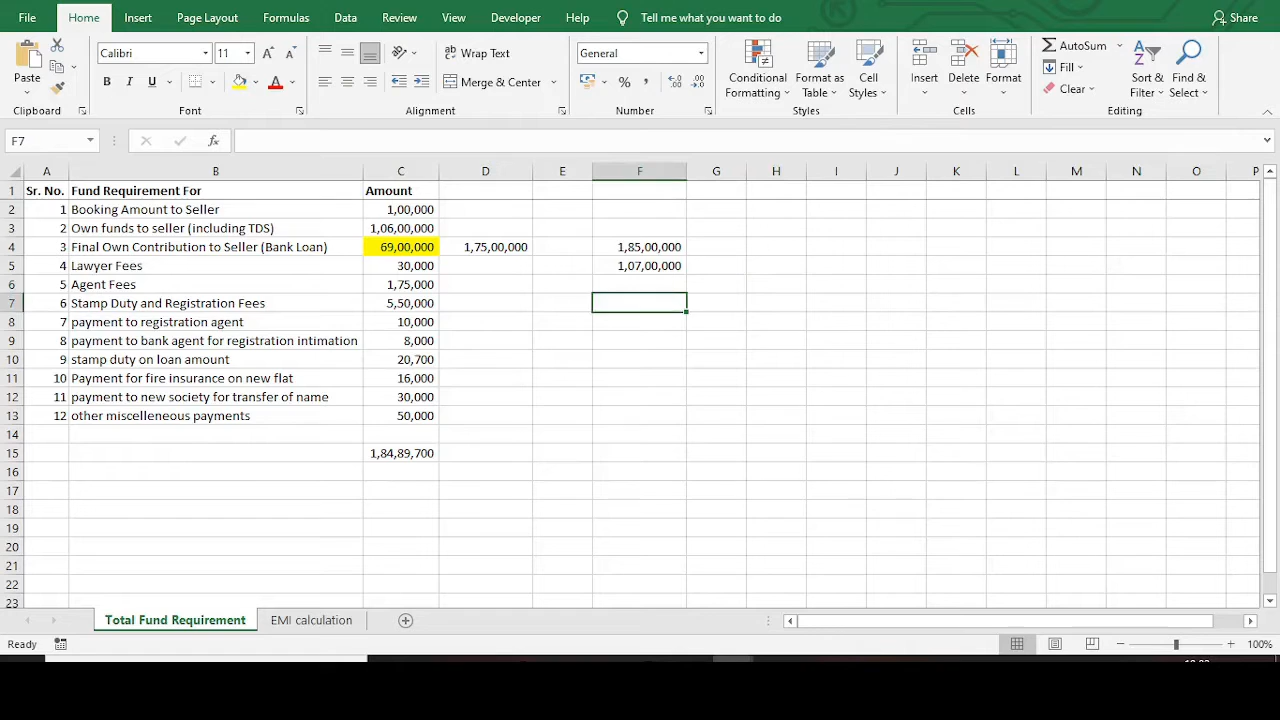 File Home Insert Page Layout Formulas Data Review View Developer Help Tell me what you want to do Share
Paste Calibri 11 Wrap Text General AutoSum
Conditional Format as Cell Insert Delete Format Fill Sort & Find &
B I U Merge & Center % Formatting Table Styles Clear Filter Select
Clipboard Font Alignment Number Styles Cells Editing
F7 fx
A B C D E F G H I J K L M N O P
1 Sr. No. Fund Requirement For Amount
2 1 Booking Amount to Seller 1,00,000
3 2 Own funds to seller (including TDS) 1,06,00,000
4 3 Final Own Contribution to Seller (Bank Loan) 69,00,000 1,75,00,000 1,85,00,000
5 4 Lawyer Fees 30,000 1,07,00,000
6 5 Agent Fees 1,75,000
7 6 Stamp Duty and Registration Fees 5,50,000
8 7 payment to registration agent 10,000
9 8 payment to bank agent for registration intimation 8,000
10 9 stamp duty on loan amount 20,700
11 10 Payment for fire insurance on new flat 16,000
12 11 payment to new society for transfer of name 30,000
13 12 other miscelleneous payments 50,000
14
15 1,84,89,700
16
17
18
19
20
21
22
23
Total Fund Requirement EMI calculation
Ready 100%